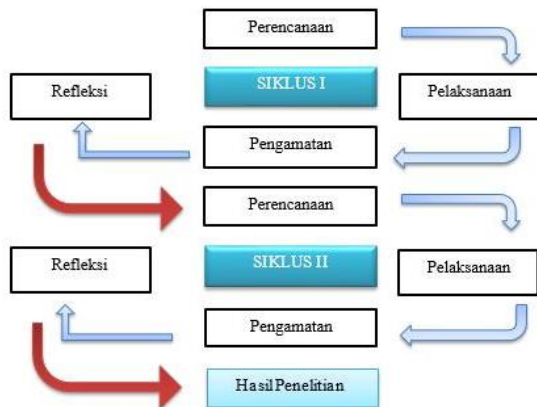 Perencanaan
Refleksi
SIKLUS I
Pelaksanaan
Pengamatan
Perencanaan
Refleksi
SIKLUS II
Pelaksanaan
Pengamatan
Hasil Penelitian